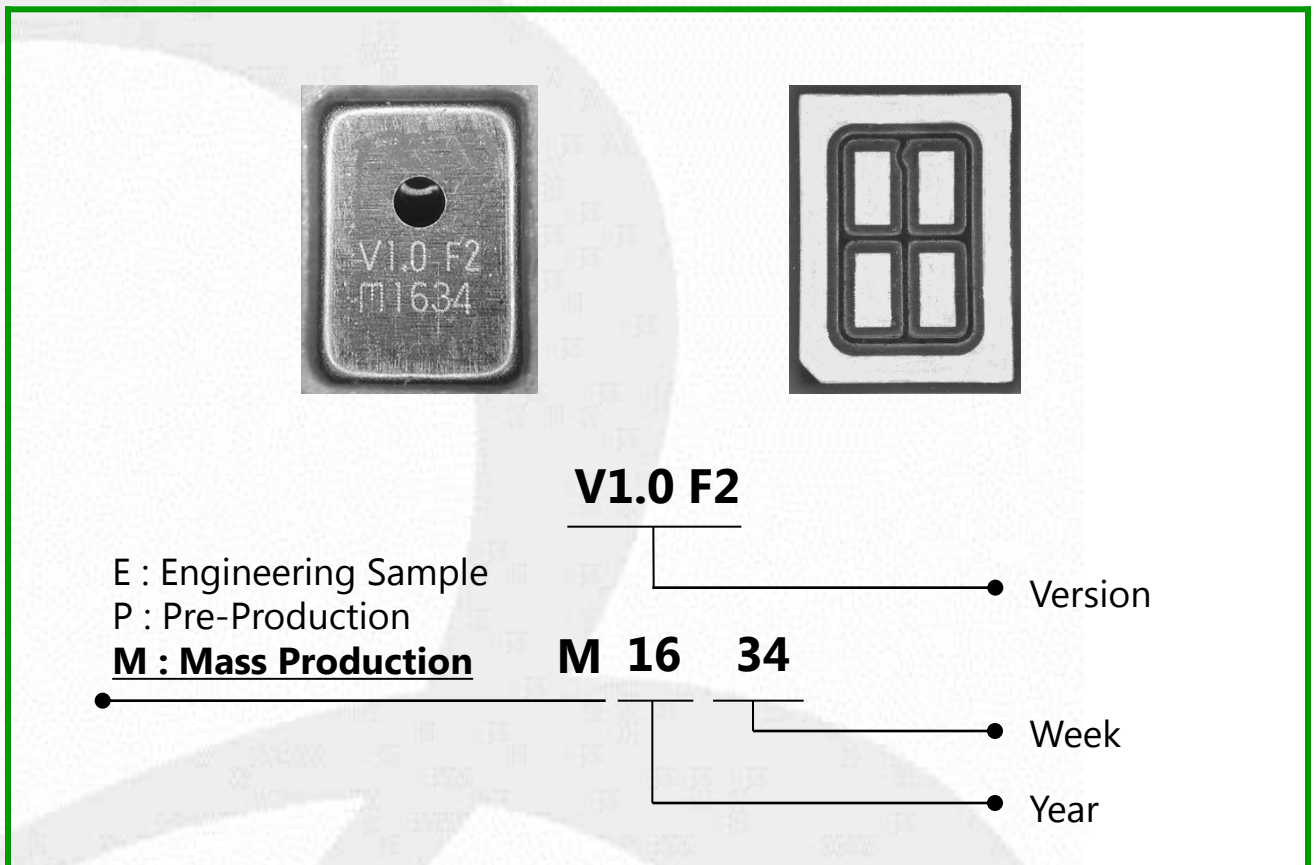 V1.0 F2
M1634
V1.0 F2
E : Engineering Sample
P : Pre-Production
M : Mass Production
M 16 34
Version
Week
Year